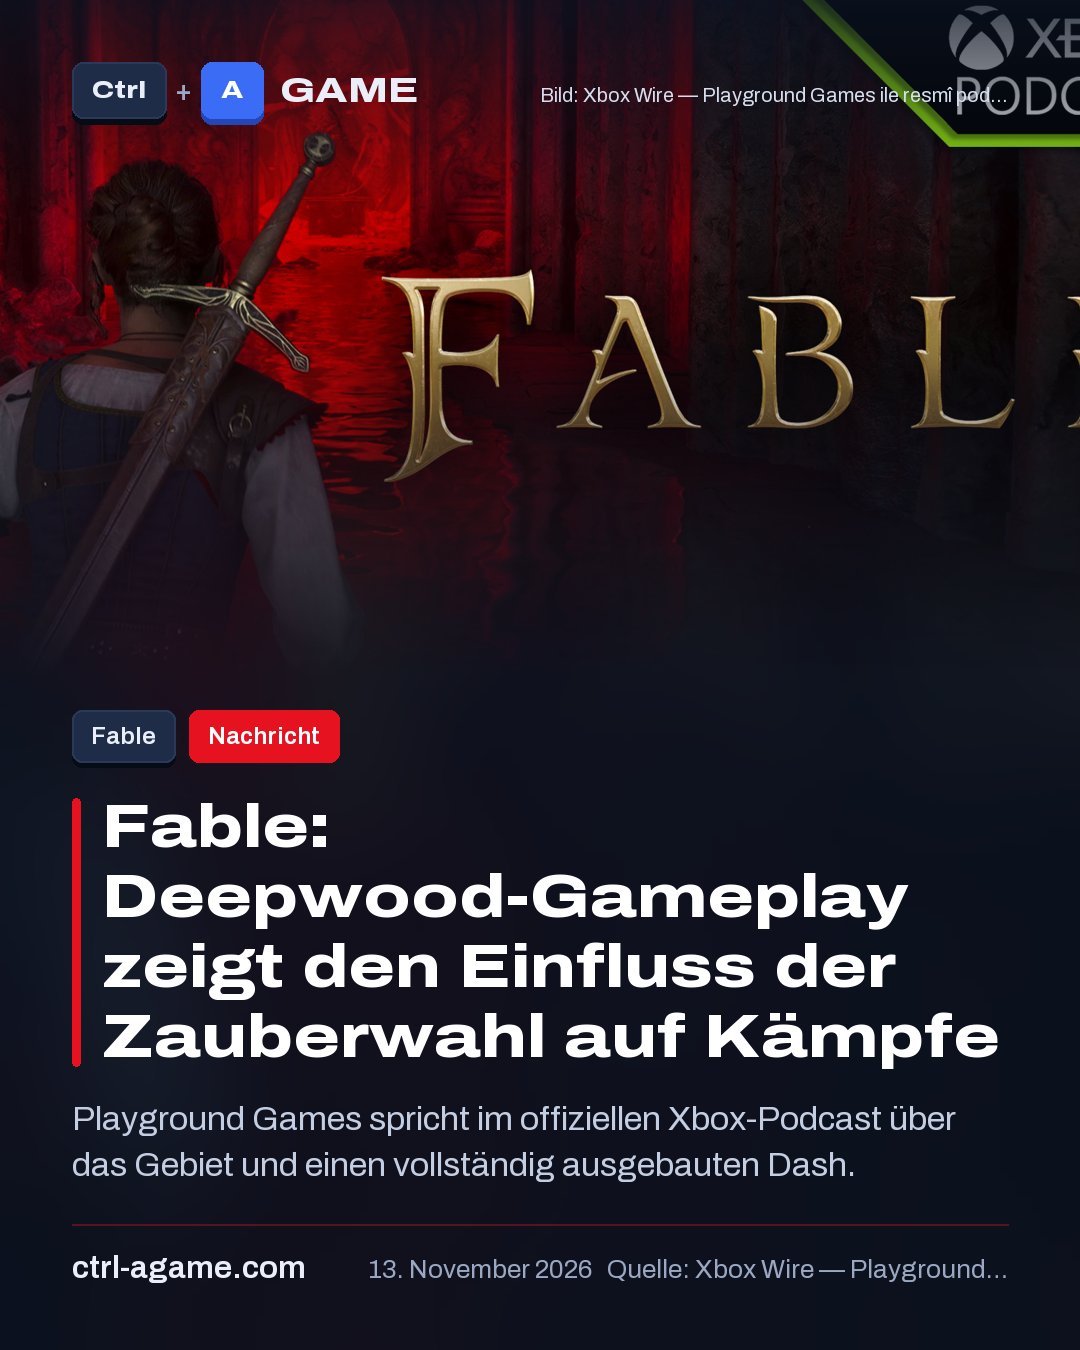 Ctrl + A GAME
Bild: Xbox Wire — Playground Games ile resmî pod...
FABL
Fable
Nachricht
Fable:
Deepwood-Gameplay
zeigt den Einfluss der
Zauberwahl auf Kämpfe
Playground Games spricht im offiziellen Xbox-Podcast über
das Gebiet und einen vollständig ausgebauten Dash.
ctrl-agame.com
13. November 2026 Quelle: Xbox Wire — Playground...